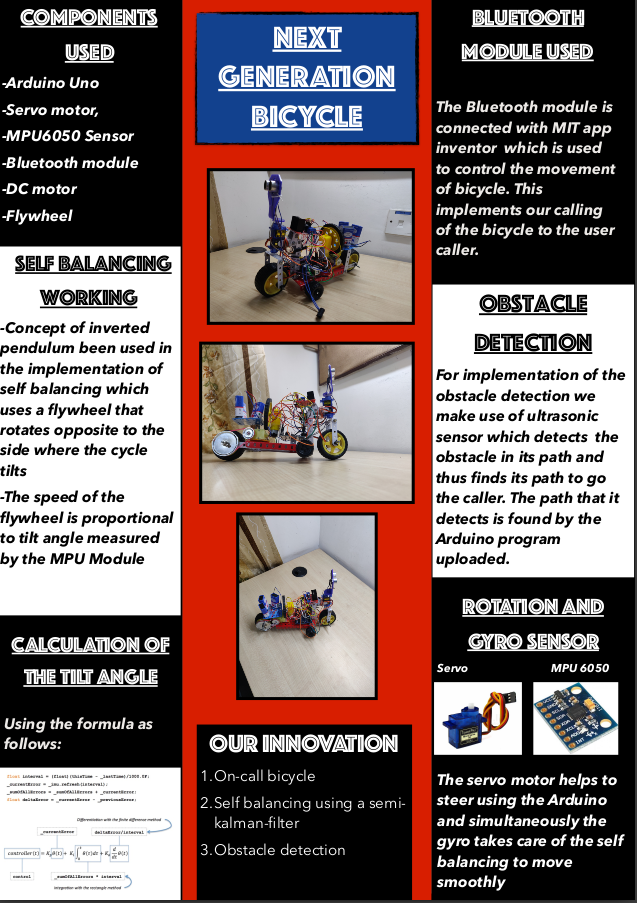 COMPONENTS
USED
-Arduino Uno
-Servo motor,
-MPU6050 Sensor
-Bluetooth module
-DC motor
-Flywheel
SELF BALANCING
WORKING
-Concept of inverted
pendulum been used in
the implementation of
self balancing which
uses a flywheel that
rotates opposite to the
side where the cycle
tilts
-The speed of the
flywheel is proportional
to tilt angle measured
by the MPU Module
CALCULATION OF
THE TILT ANGLE
Using the formula as
follows:
float interval = (float)(thisTime - _lastTime)/1000.0F;
_currentError = _imu.refresh(interval);
_sumOfAllErrors = _sumOfAllErrors + _currentError;
float deltaError = _currentError - _previousError;
Differentiation with the finite difference method
_currentError deltaError/interval
controller(t) = Kₚθ(t) + Kᵢ ∫ θ(t)dt + K_d d/dt θ(t)
control _sumOfAllErrors * interval
Integration with the rectangle method
NEXT
GENERATION
BICYCLE
OUR INNOVATION
1.On-call bicycle
2.Self balancing using a semi-
kalman-filter
3.Obstacle detection
BLUETOOTH
MODULE USED
The Bluetooth module is
connected with MIT app
inventor which is used
to control the movement
of bicycle. This
implements our calling
of the bicycle to the user
caller.
OBSTACLE
DETECTION
For implementation of the
obstacle detection we
make use of ultrasonic
sensor which detects the
obstacle in its path and
thus finds its path to go
the caller. The path that it
detects is found by the
Arduino program
uploaded.
ROTATION AND
GYRO SENSOR
Servo MPU 6050
The servo motor helps to
steer using the Arduino
and simultaneously the
gyro takes care of the self
balancing to move
smoothly